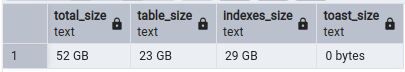 total_size table_size indexes_size toast_size
text text text text
1 52 GB 23 GB 29 GB 0 bytes